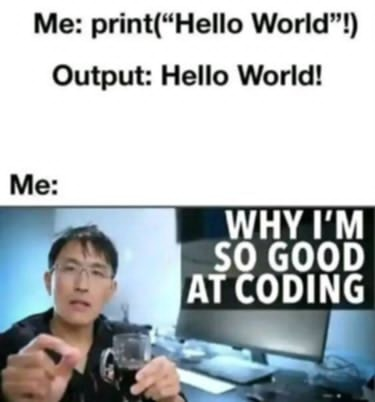 Me: print(“Hello World”!)
Output: Hello World!
Me:
WHY I'M
SO GOOD
AT CODING